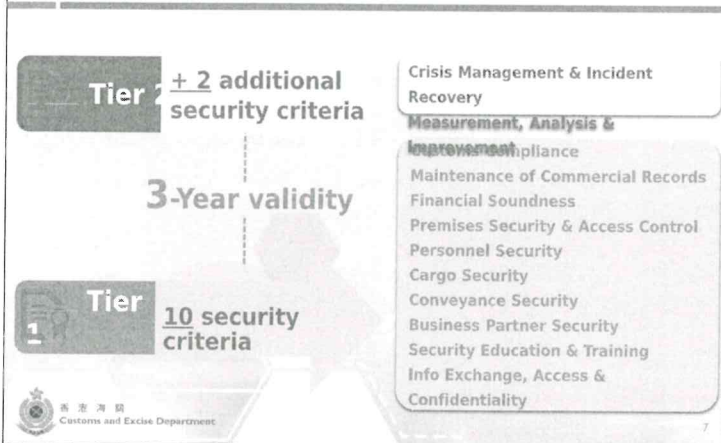 Tier 2
+ 2 additional
security criteria
3-Year validity
Tier
1
10 security
criteria
Crisis Management & Incident
Recovery
Measurement, Analysis &
Improvement
Customs Compliance
Maintenance of Commercial Records
Financial Soundness
Premises Security & Access Control
Personnel Security
Cargo Security
Conveyance Security
Business Partner Security
Security Education & Training
Info Exchange, Access &
Confidentiality
香港海關
Customs and Excise Department
7